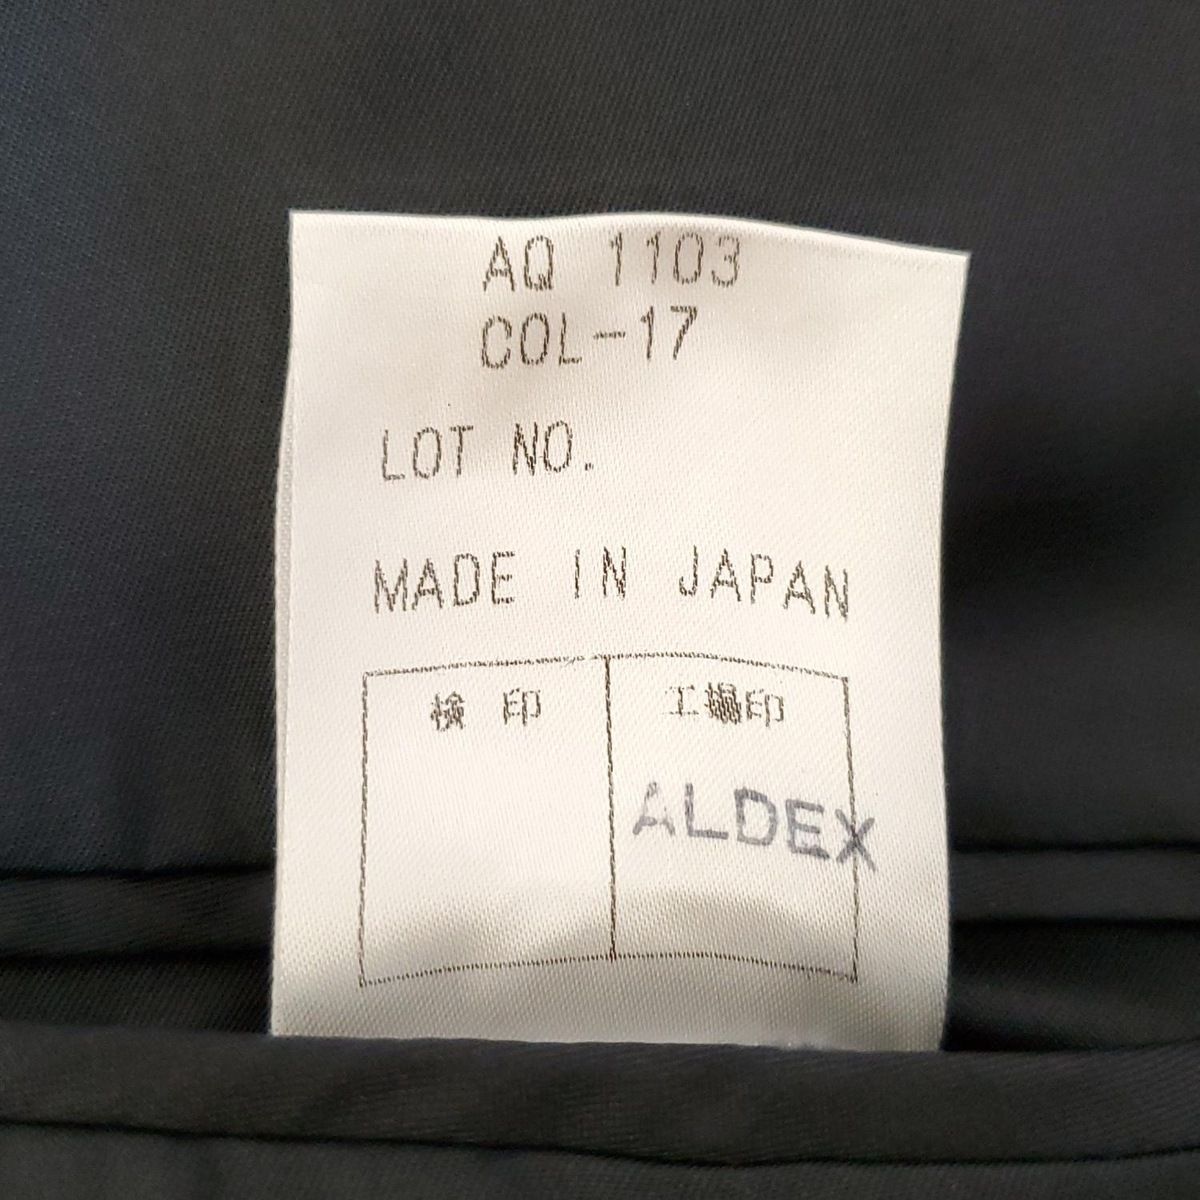 AQ 1103
COL-17
LOT NO.
MADE IN JAPAN
検 印
工場印
ALDEX